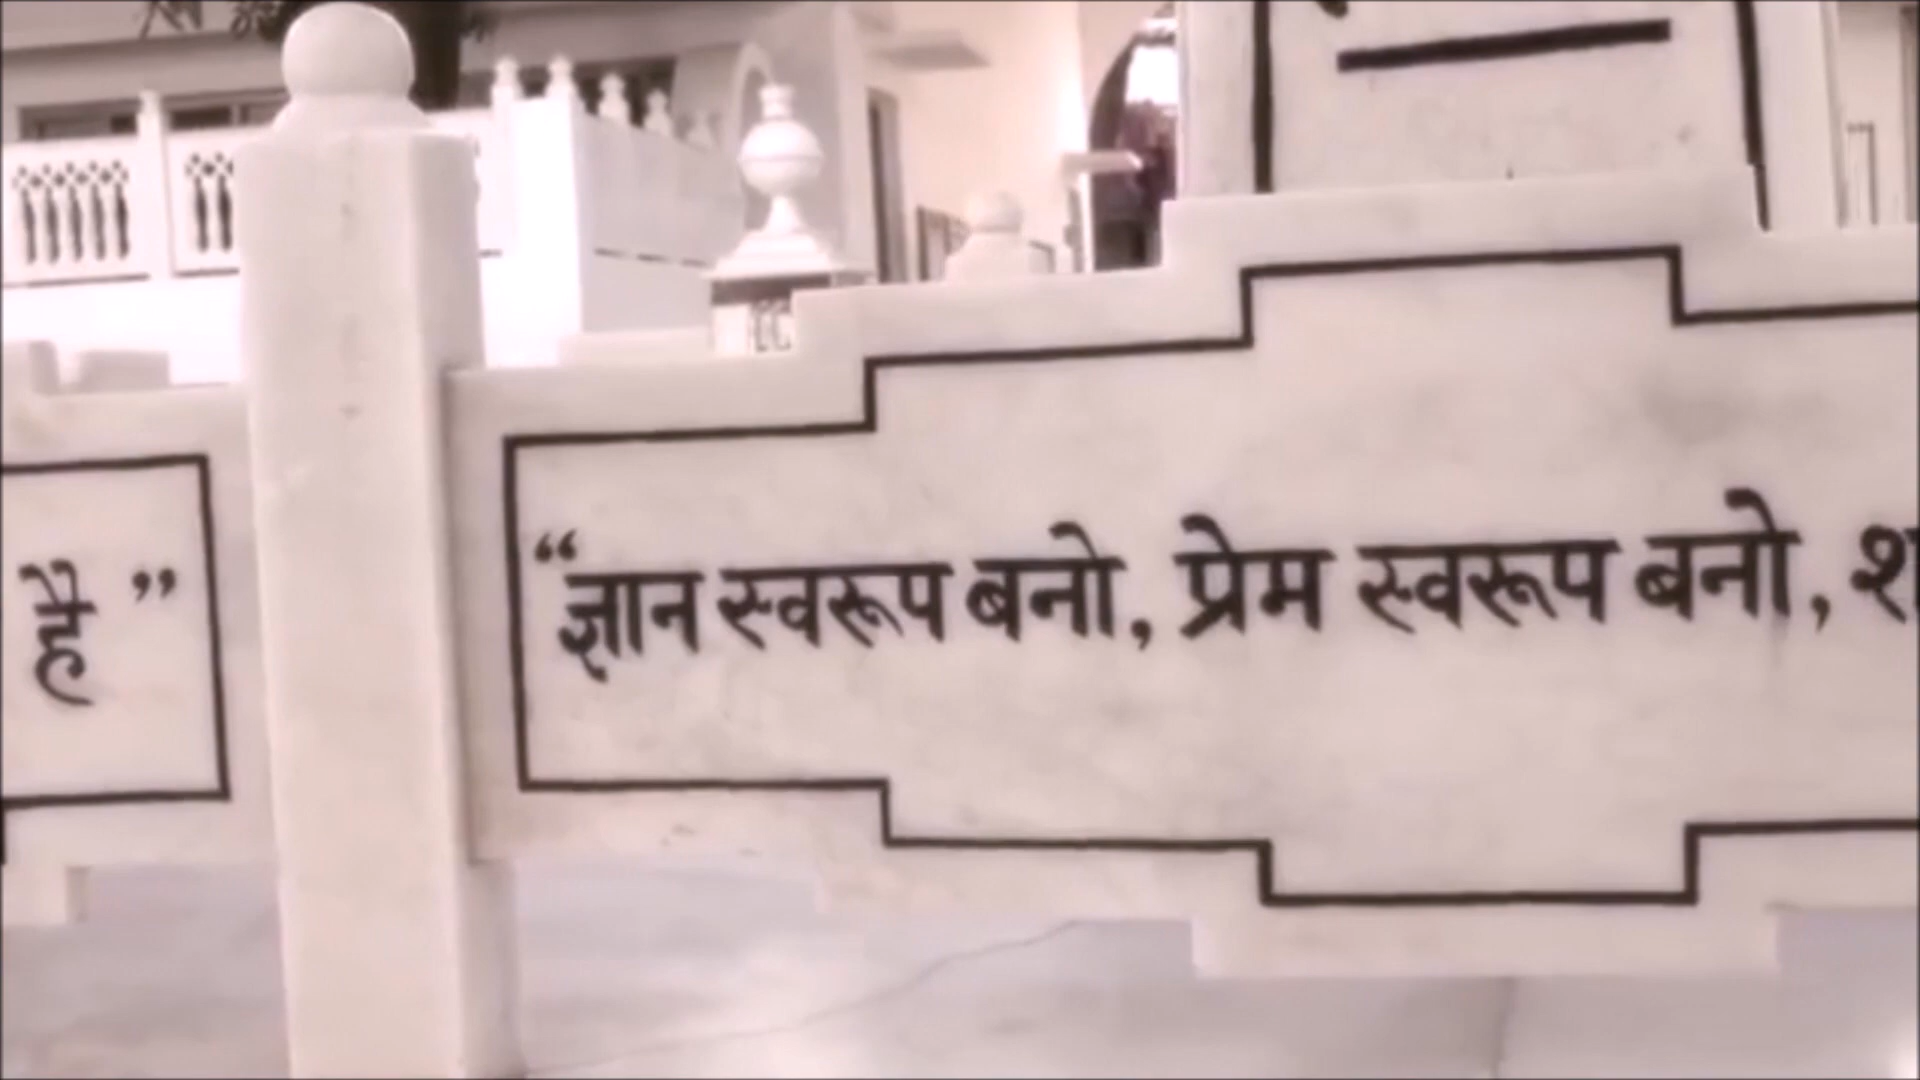 है ”
“ज्ञान स्वरूप बनो, प्रेम स्वरूप बनो,